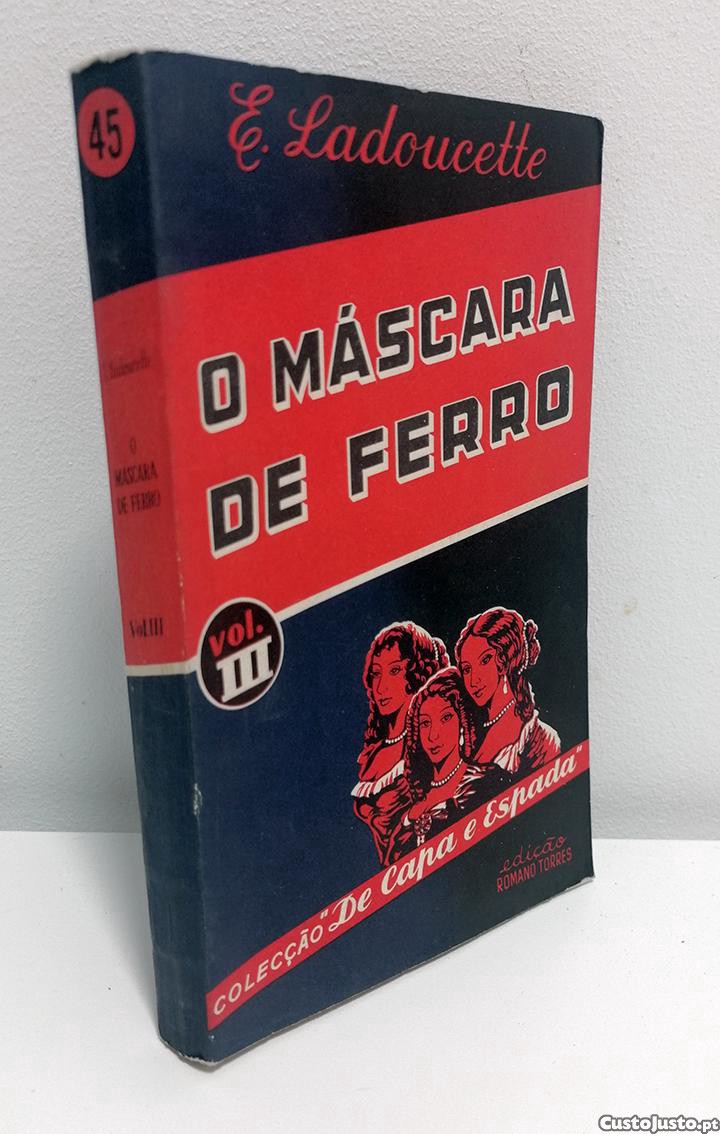 45
E. Ladoucette
O MÁSCARA
DE FERRO
vol.
III
COLECÇÃO "De Capa e Espada"
edição
ROMANO TORRES
Ladoucette
O
MÁSCARA
DE FERRO
Vol. III
CustoJusto.pt